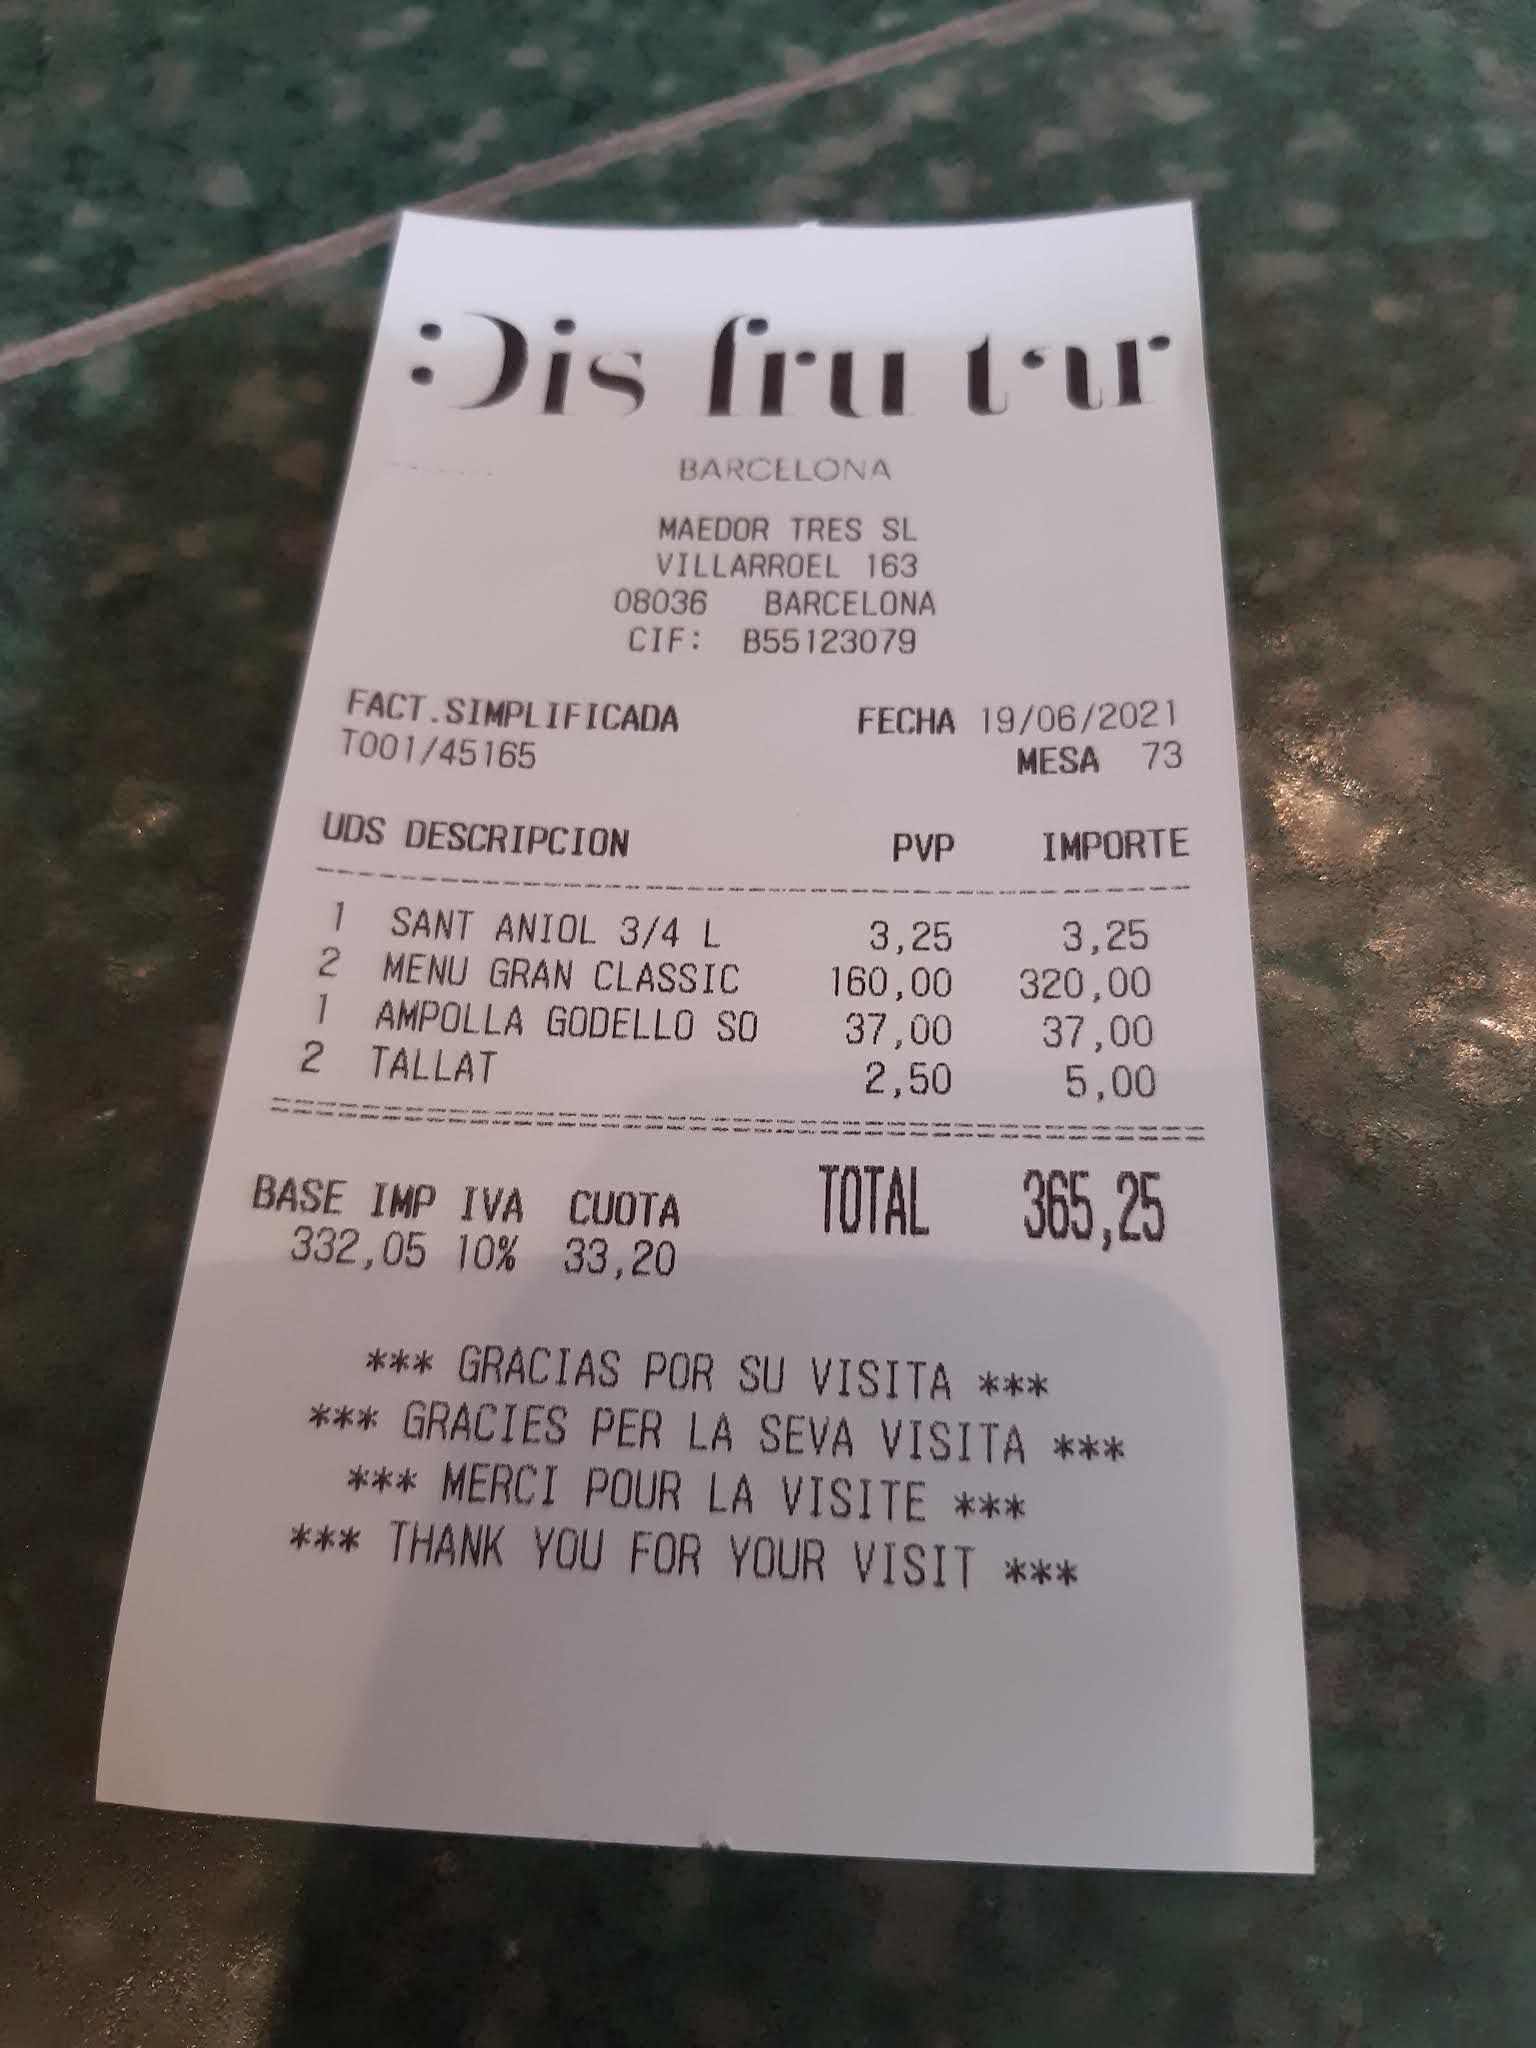 :Disfrutar
BARCELONA
MAEDOR TRES SL
VILLARROEL 163
08036 BARCELONA
CIF: B55123079
FACT.SIMPLIFICADA FECHA 19/06/2021
T001/45165 MESA 73
UDS DESCRIPCION PVP IMPORTE
1 SANT ANIOL 3/4 L 3,25 3,25
2 MENU GRAN CLASSIC 160,00 320,00
1 AMPOLLA GODELLO SO 37,00 37,00
2 TALLAT 2,50 5,00
TOTAL 365,25
BASE IMP IVA CUOTA
332,05 10% 33,20
*** GRACIAS POR SU VISITA ***
*** GRACIES PER LA SEVA VISITA ***
*** MERCI POUR LA VISITE ***
*** THANK YOU FOR YOUR VISIT ***